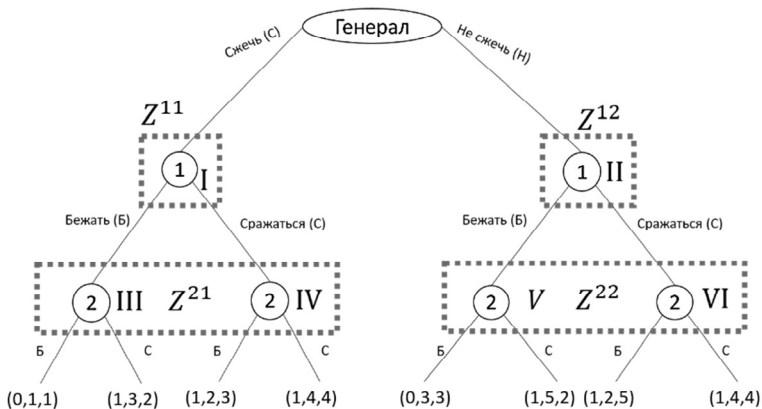 Генерал
Сжечь (С)
Не сжечь (Н)
Z¹¹
Z¹²
1 I
1 II
Бежать (Б)
Сражаться (С)
Бежать (Б)
Сражаться (С)
2 III Z²¹ 2 IV
2 V Z²² 2 VI
Б С Б С Б С Б С
(0,1,1) (1,3,2) (1,2,3) (1,4,4) (0,3,3) (1,5,2) (1,2,5) (1,4,4)